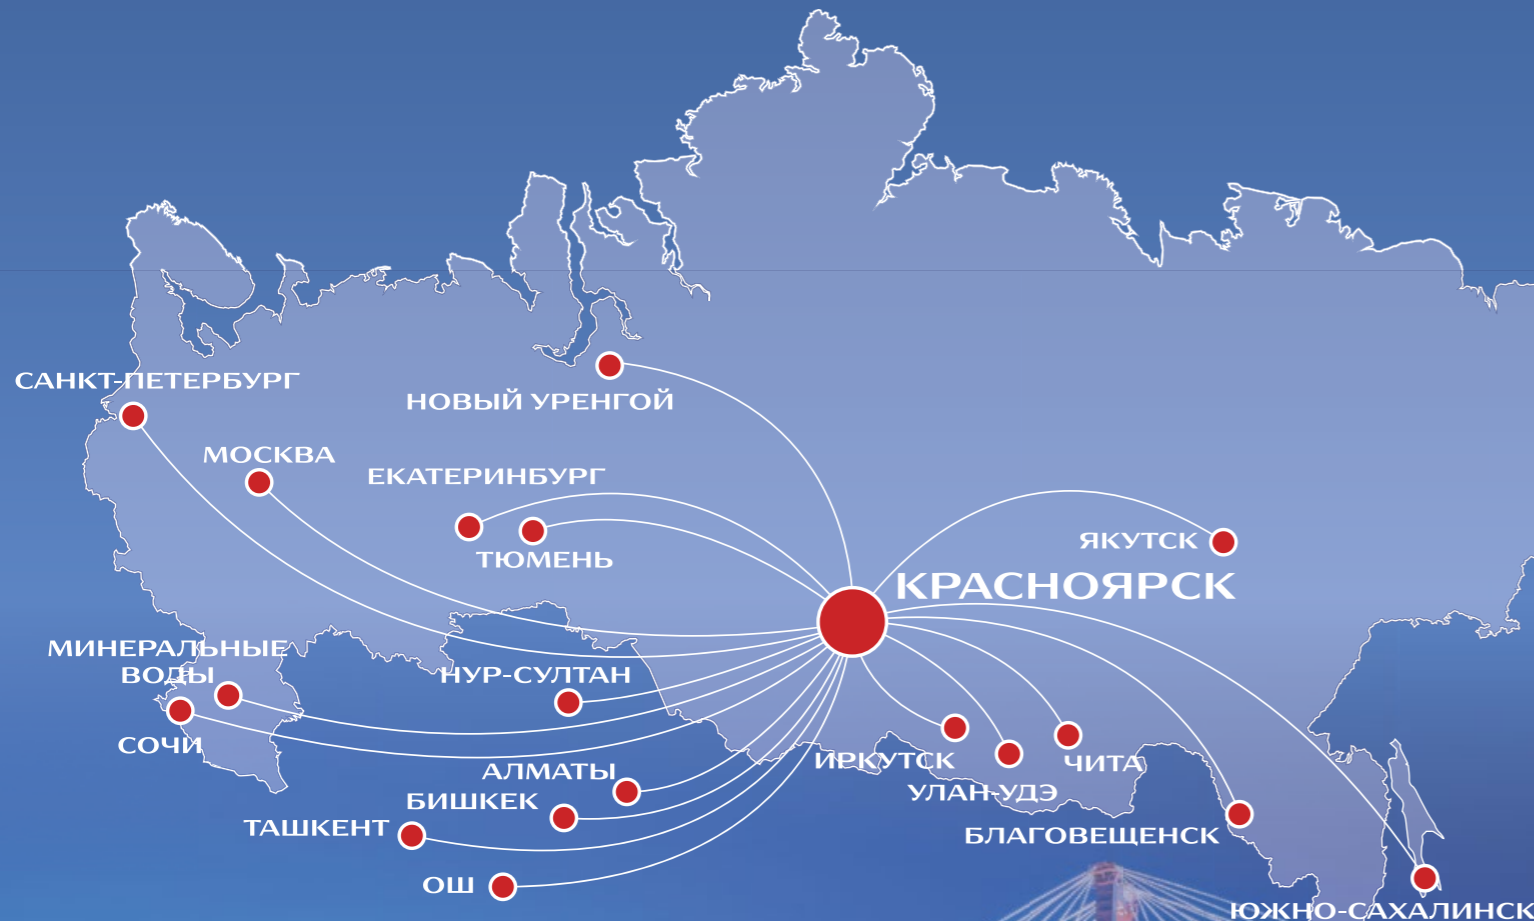 САНКТ-ПЕТЕРБУРГ
НОВЫЙ УРЕНГОЙ
МОСКВА
ЕКАТЕРИНБУРГ
ТЮМЕНЬ
ЯКУТСК
КРАСНОЯРСК
МИНЕРАЛЬНЫЕ
ВОДЫ
НУР-СУЛТАН
СОЧИ
ИРКУТСК
ЧИТА
АЛМАТЫ
УЛАН-УДЭ
БИШКЕК
ТАШКЕНТ
БЛАГОВЕЩЕНСК
ОШ
ЮЖНО-САХАЛИНСК